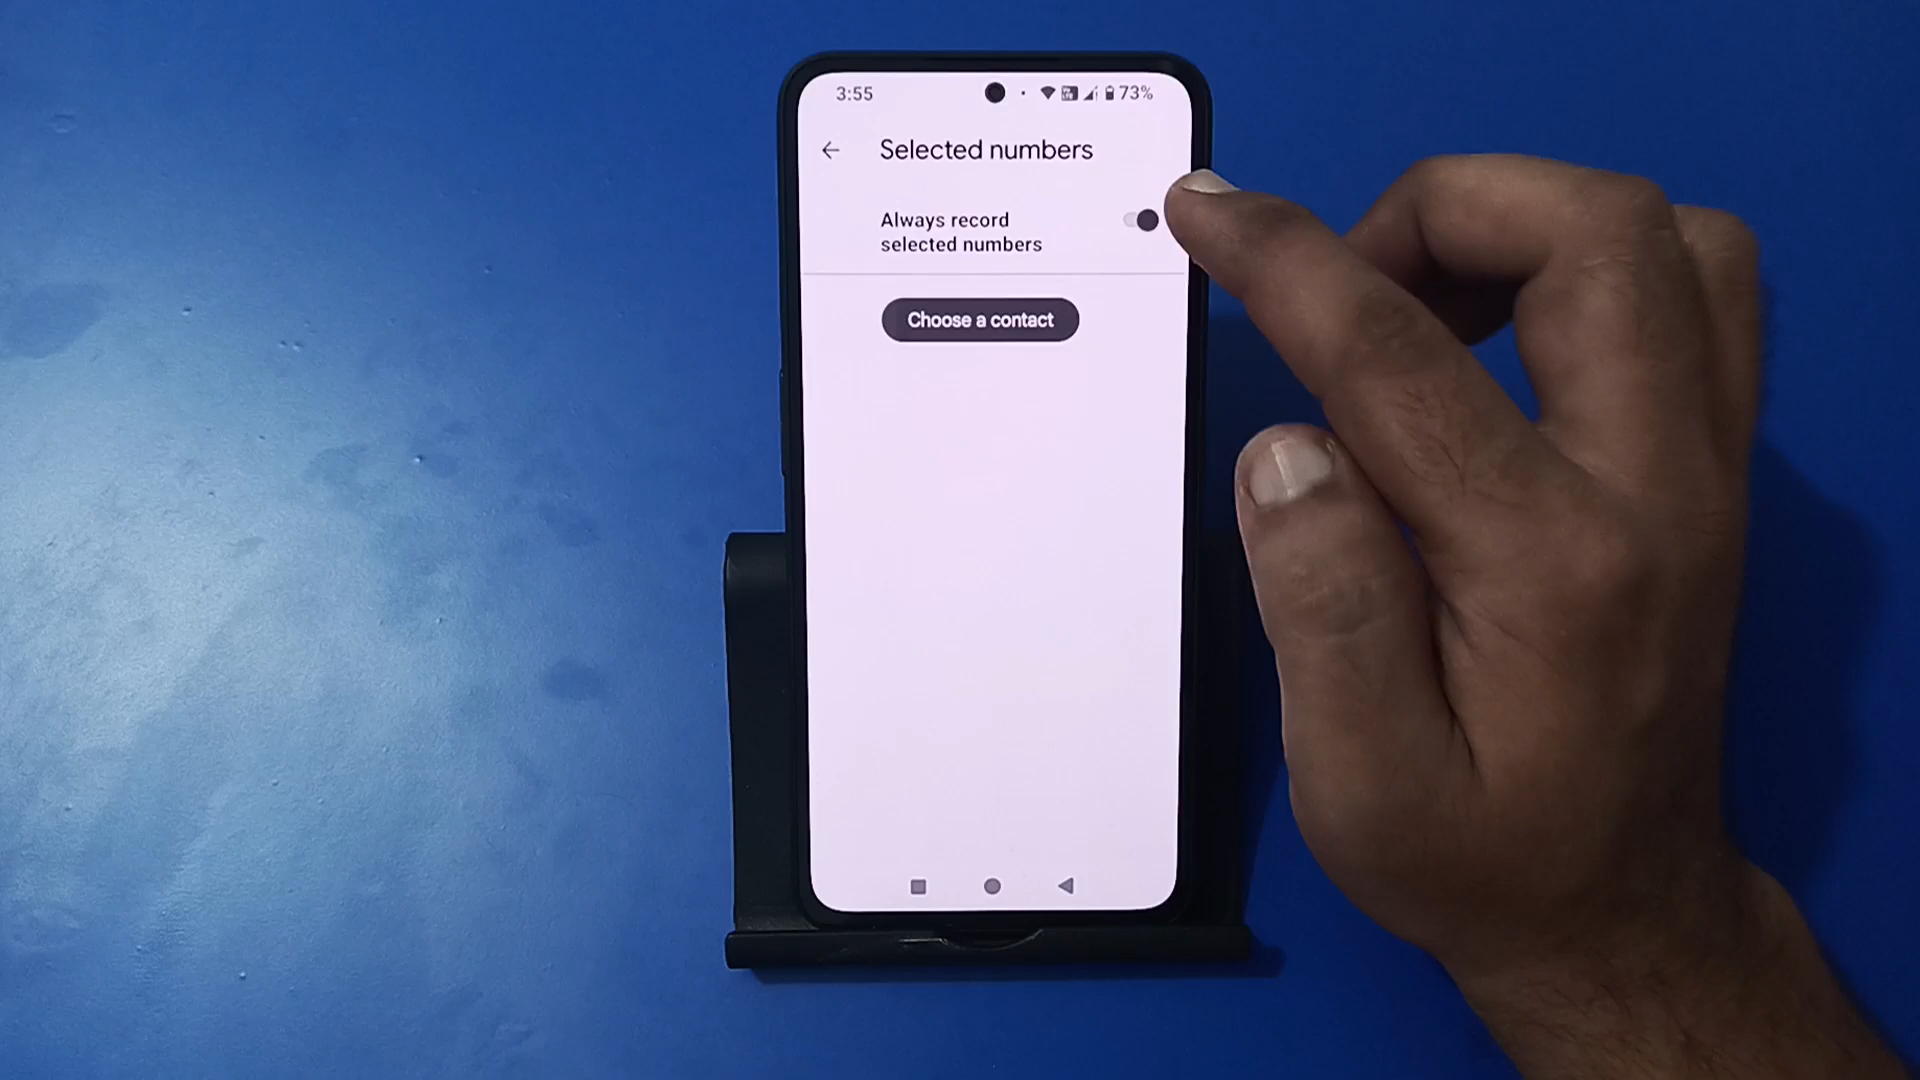 3:55
73%
Selected numbers
Always record
selected numbers
Choose a contact